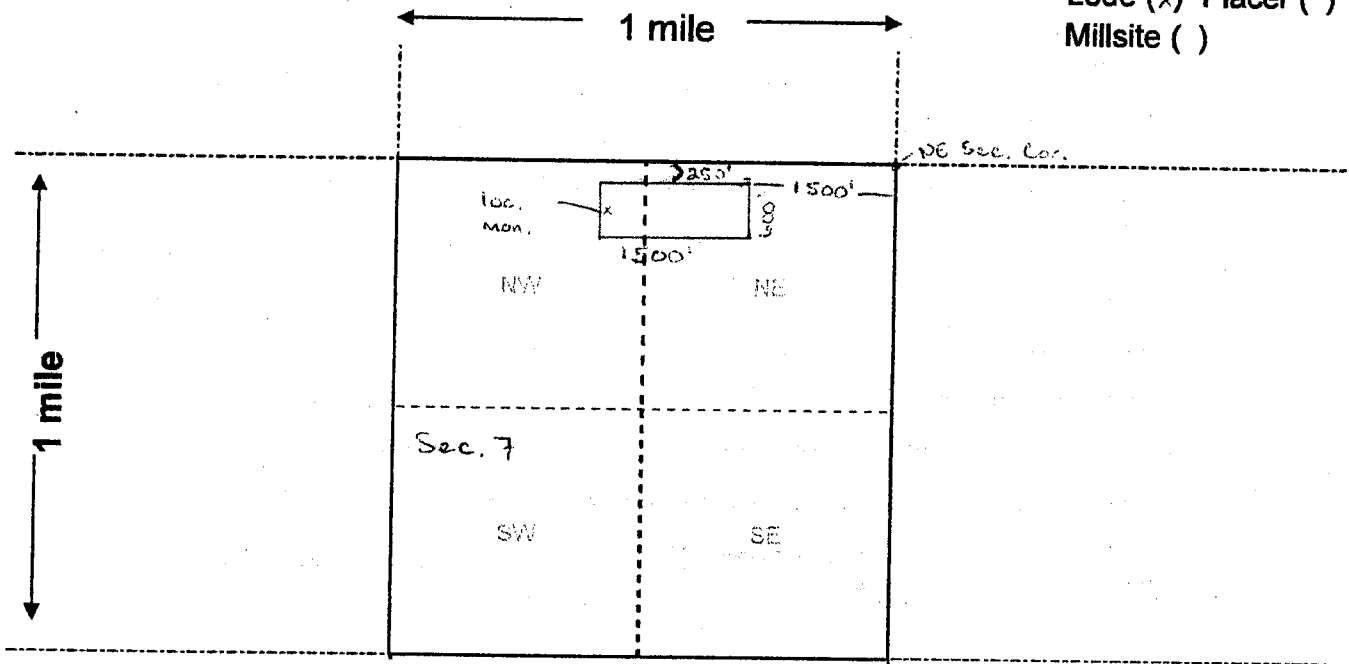 Lode (x) Placer ( )
Millsite ( )
1 mile
NE Sec. Cor.
250'
1500'
loc.
mon.
1500'
NW
NE
1 mile
Sec. 7
SW
SE